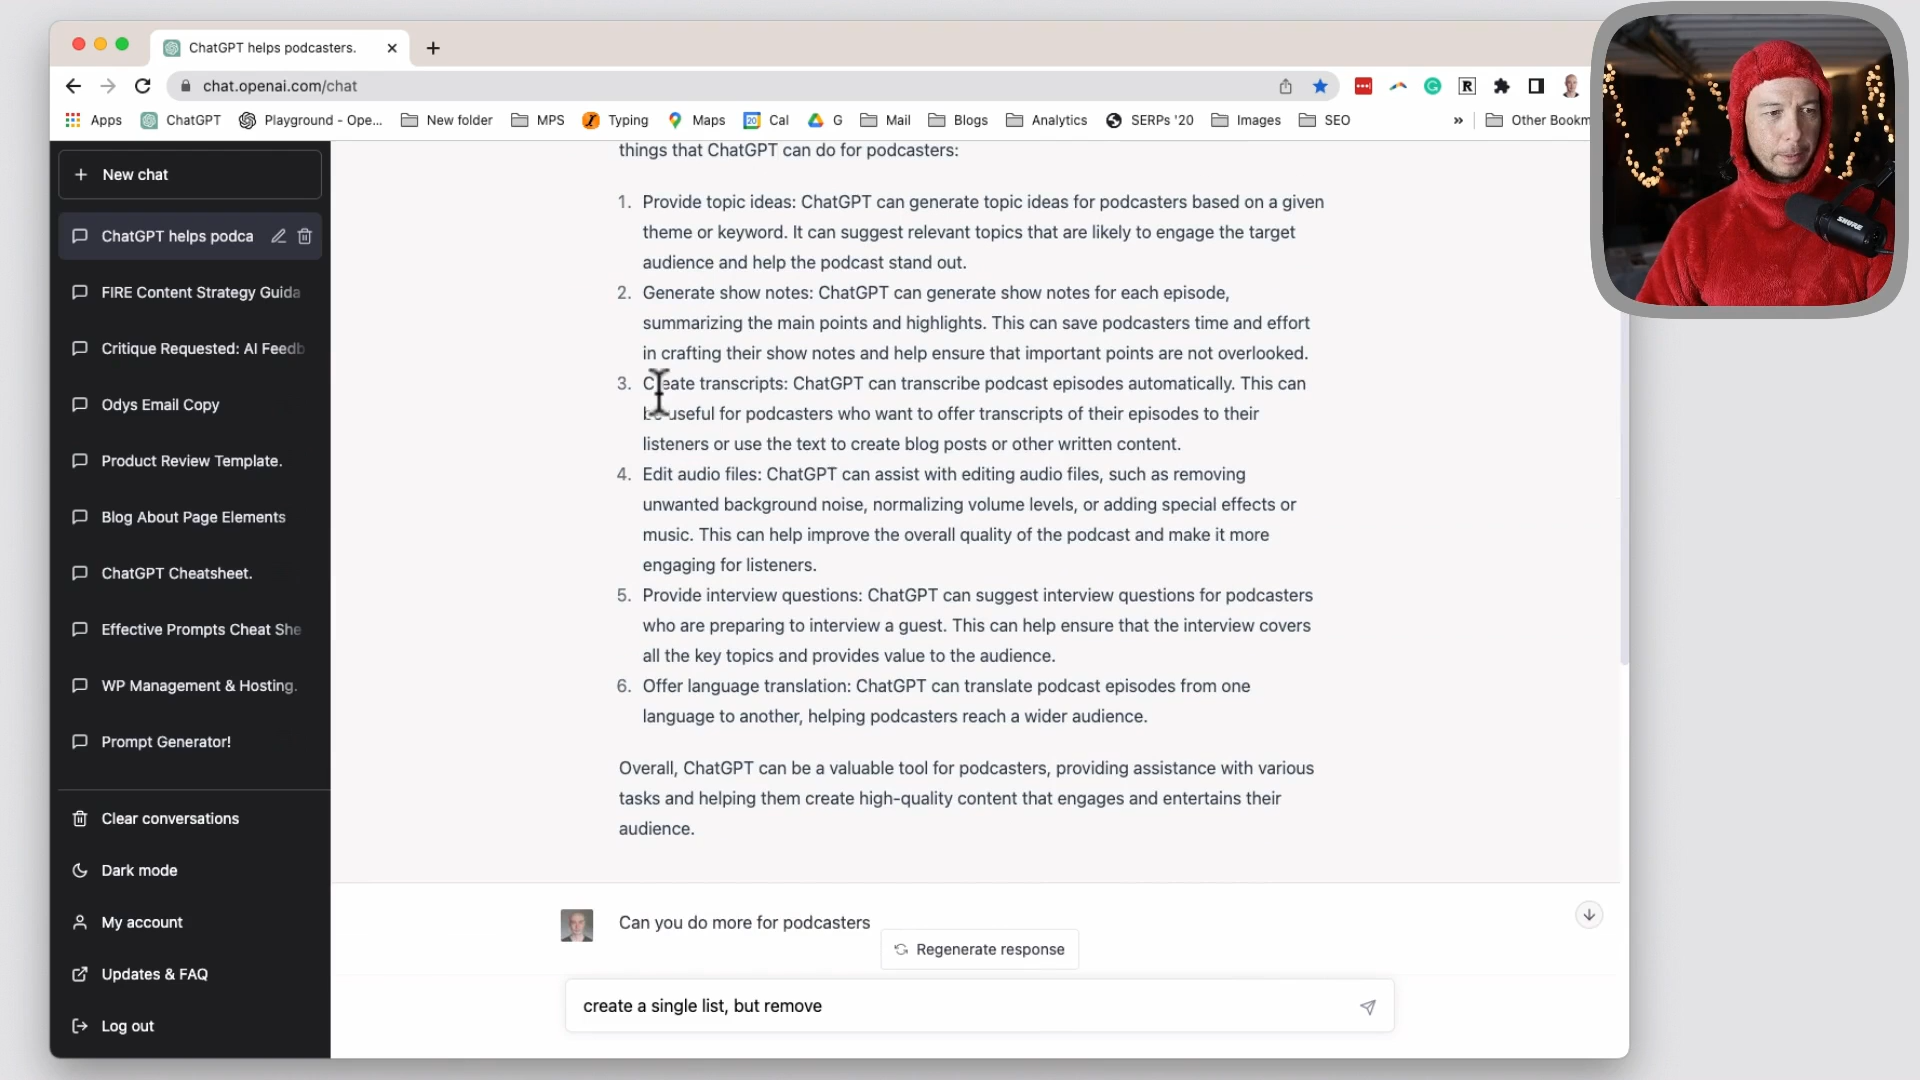 ChatGPT helps podcasters.
chat.openai.com/chat
R
Apps
ChatGPT
Playground - Ope...
New folder
MPS
Typing
Maps
20
Cal
G
Mail
Blogs
Analytics
SERPs '20
Images
SEO
»
Other Bookm
New chat
ChatGPT helps podca
FIRE Content Strategy Guida
Critique Requested: AI Feedb
Odys Email Copy
Product Review Template.
Blog About Page Elements
ChatGPT Cheatsheet.
Effective Prompts Cheat She
WP Management & Hosting.
Prompt Generator!
Clear conversations
Dark mode
My account
Updates & FAQ
Log out
things that ChatGPT can do for podcasters:
1. Provide topic ideas: ChatGPT can generate topic ideas for podcasters based on a given
theme or keyword. It can suggest relevant topics that are likely to engage the target
audience and help the podcast stand out.
2. Generate show notes: ChatGPT can generate show notes for each episode,
summarizing the main points and highlights. This can save podcasters time and effort
in crafting their show notes and help ensure that important points are not overlooked.
3. Create transcripts: ChatGPT can transcribe podcast episodes automatically. This can
be useful for podcasters who want to offer transcripts of their episodes to their
listeners or use the text to create blog posts or other written content.
4. Edit audio files: ChatGPT can assist with editing audio files, such as removing
unwanted background noise, normalizing volume levels, or adding special effects or
music. This can help improve the overall quality of the podcast and make it more
engaging for listeners.
5. Provide interview questions: ChatGPT can suggest interview questions for podcasters
who are preparing to interview a guest. This can help ensure that the interview covers
all the key topics and provides value to the audience.
6. Offer language translation: ChatGPT can translate podcast episodes from one
language to another, helping podcasters reach a wider audience.
Overall, ChatGPT can be a valuable tool for podcasters, providing assistance with various
tasks and helping them create high-quality content that engages and entertains their
audience.
Can you do more for podcasters
Regenerate response
create a single list, but remove
SHURE